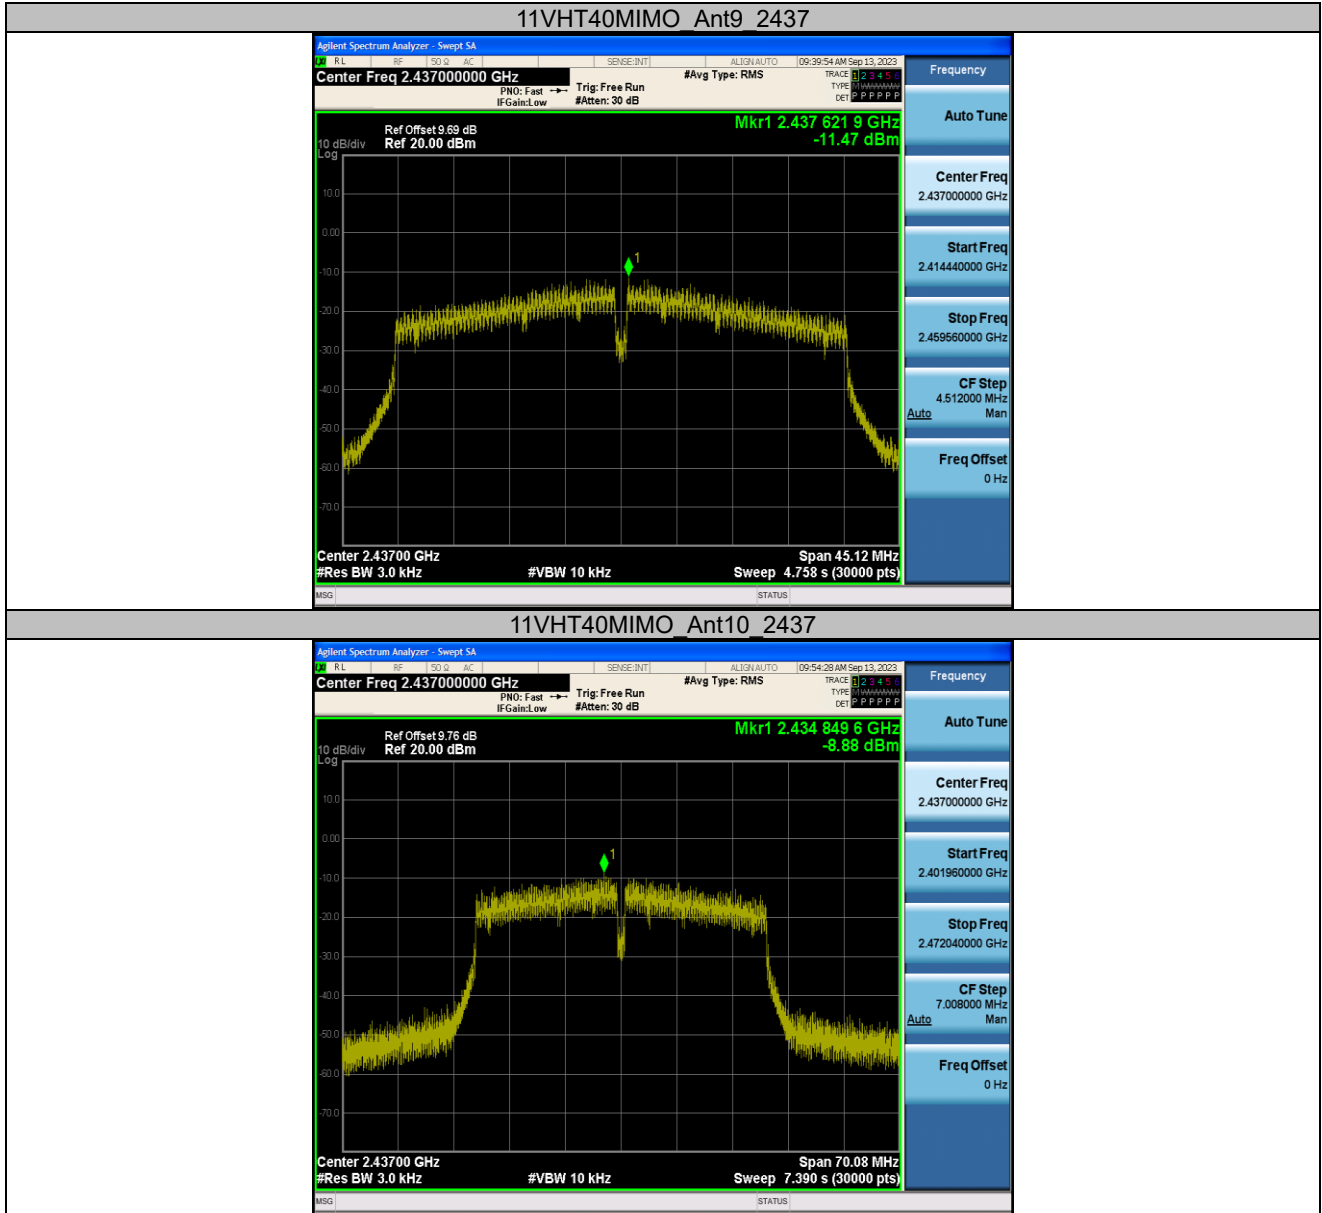 11VHT40MIMO_Ant9_2437
Agilent Spectrum Analyzer - Swept SA
LXI RL RF 50 Ω AC SENSE:INT ALIGN AUTO 09:39:54 AM Sep 13, 2023
Center Freq 2.437000000 GHz
#Avg Type: RMS
PNO: Fast
IFGain:Low
Trig: Free Run
#Atten: 30 dB
TRACE 1 2 3 4 5 6
TYPE M
DET P P P P P P
Frequency
Mkr1 2.437 621 9 GHz
-11.47 dBm
Ref Offset 9.69 dB
10 dB/div Ref 20.00 dBm
Log
10.0
0.00
-10.0
-20.0
-30.0
-40.0
-50.0
-60.0
-70.0
1
Center 2.43700 GHz Span 45.12 MHz
#Res BW 3.0 kHz #VBW 10 kHz Sweep 4.758 s (30000 pts)
MSG STATUS
Auto Tune
Center Freq
2.437000000 GHz
Start Freq
2.414440000 GHz
Stop Freq
2.459560000 GHz
CF Step
4.512000 MHz
Auto Man
Freq Offset
0 Hz
11VHT40MIMO_Ant10_2437
Agilent Spectrum Analyzer - Swept SA
LXI RL RF 50 Ω AC SENSE:INT ALIGN AUTO 09:54:28 AM Sep 13, 2023
Center Freq 2.437000000 GHz
#Avg Type: RMS
PNO: Fast
IFGain:Low
Trig: Free Run
#Atten: 30 dB
TRACE 1 2 3 4 5 6
TYPE M
DET P P P P P P
Frequency
Mkr1 2.434 849 6 GHz
-8.88 dBm
Ref Offset 9.76 dB
10 dB/div Ref 20.00 dBm
Log
10.0
0.00
-10.0
-20.0
-30.0
-40.0
-50.0
-60.0
-70.0
1
Center 2.43700 GHz Span 70.08 MHz
#Res BW 3.0 kHz #VBW 10 kHz Sweep 7.390 s (30000 pts)
MSG STATUS
Auto Tune
Center Freq
2.437000000 GHz
Start Freq
2.401960000 GHz
Stop Freq
2.472040000 GHz
CF Step
7.008000 MHz
Auto Man
Freq Offset
0 Hz